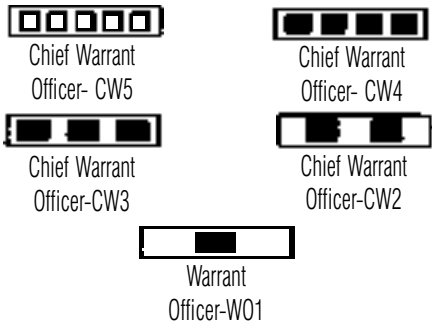 Chief Warrant
Officer- CW5
Chief Warrant
Officer- CW4
Chief Warrant
Officer-CW3
Chief Warrant
Officer-CW2
Warrant
Officer-WO1